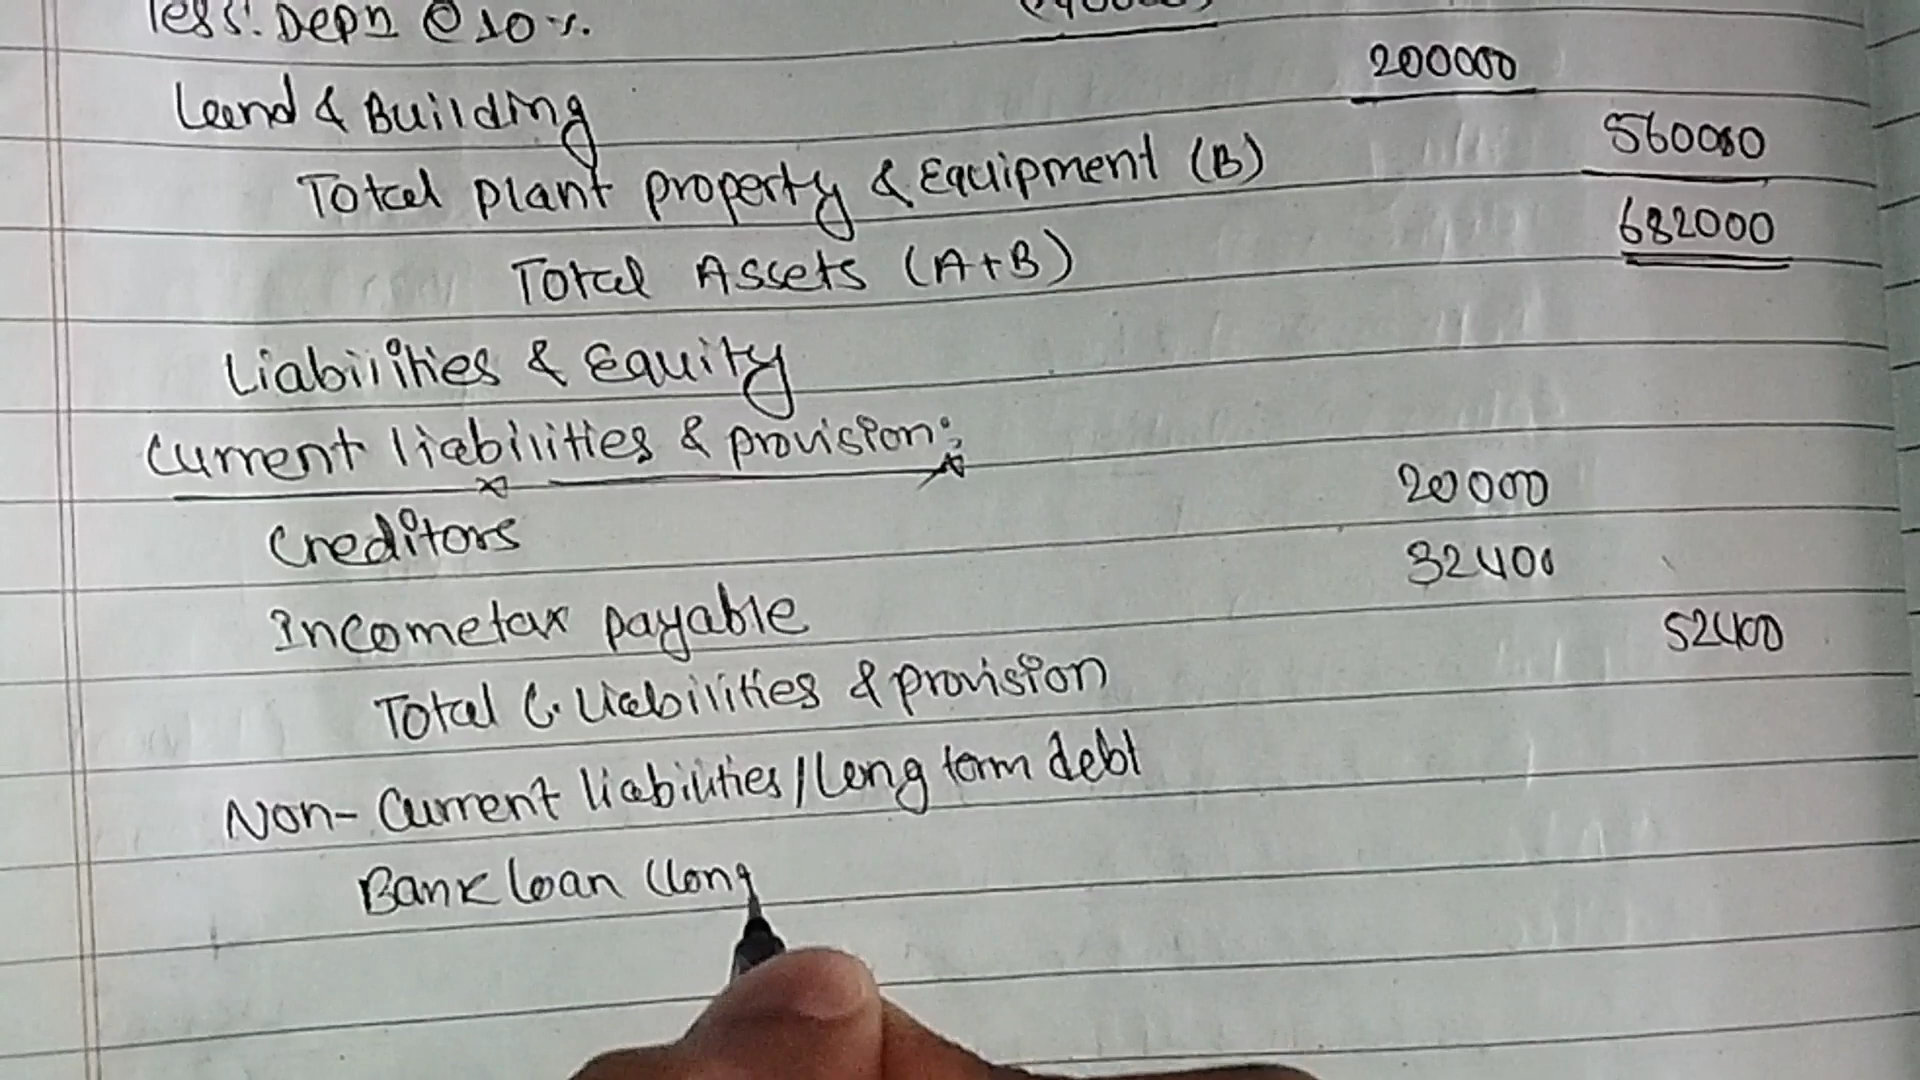 less: Depn @ 10%.
Land & Building 200000
Total plant property & Equipment (B) 560000
Total Assets (A+B) 682000
Liabilities & Equity
Current liabilities & provision:
Creditors 20000
Incometax payable 32400
Total C. Liabilities & provision 52400
Non-Current liabilities/Long term debt
Bank loan (long